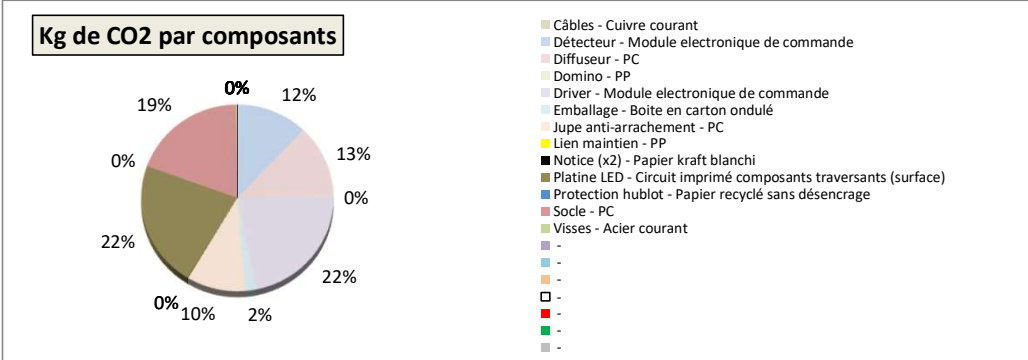 Kg de CO2 par composants
0%
12%
19%
13%
0%
0%
22%
22%
0%
10%
2%
Câbles - Cuivre courant
Détecteur - Module electronique de commande
Diffuseur - PC
Domino - PP
Driver - Module electronique de commande
Emballage - Boite en carton ondulé
Jupe anti-arrachement - PC
Lien maintien - PP
Notice (x2) - Papier kraft blanchi
Platine LED - Circuit imprimé composants traversants (surface)
Protection hublot - Papier recyclé sans désencrage
Socle - PC
Visses - Acier courant
-
-
-
-
-
-
-